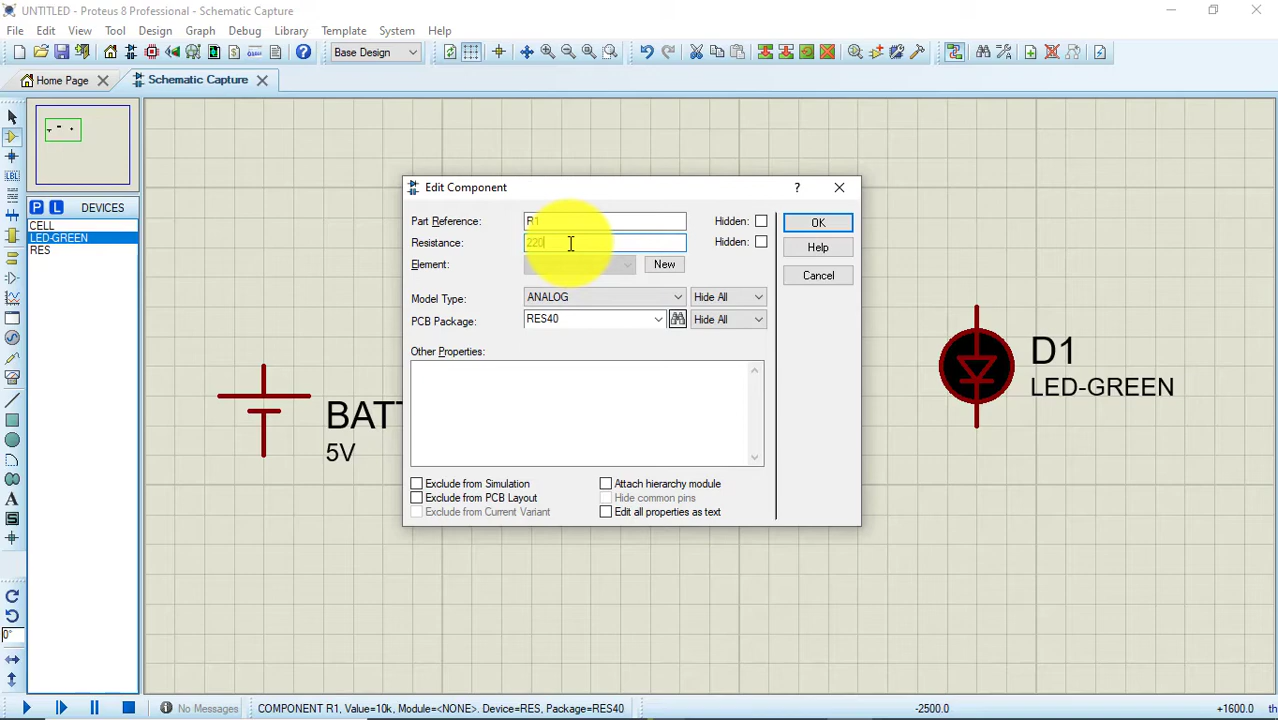 UNTITLED - Proteus 8 Professional - Schematic Capture
File Edit View Tool Design Graph Debug Library Template System Help
Base Design
Home Page Schematic Capture
P L DEVICES
CELL
LED-GREEN
RES
Edit Component ?
Part Reference: R1 Hidden: OK
Resistance: 220 Hidden: Help
Element: New Cancel
Model Type: ANALOG Hide All
PCB Package: RES40 Hide All
Other Properties:
Exclude from Simulation Attach hierarchy module
Exclude from PCB Layout Hide common pins
Exclude from Current Variant Edit all properties as text
BATT
5V
D1
LED-GREEN
LBL
A
0°
No Messages COMPONENT R1, Value=10k, Module=<NONE>. Device=RES, Package=RES40 -2500.0 +1600.0 th